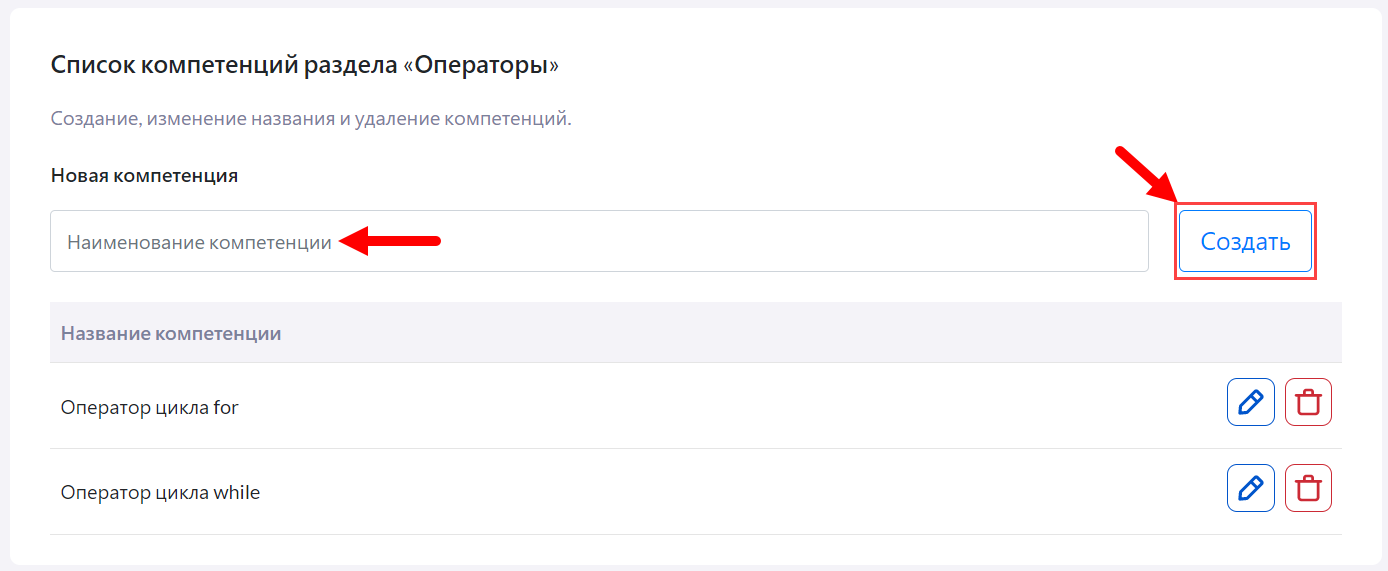 Список компетенций раздела «Операторы»
Создание, изменение названия и удаление компетенций.
Новая компетенция
Наименование компетенции
Создать
Название компетенции
Оператор цикла for
Оператор цикла while